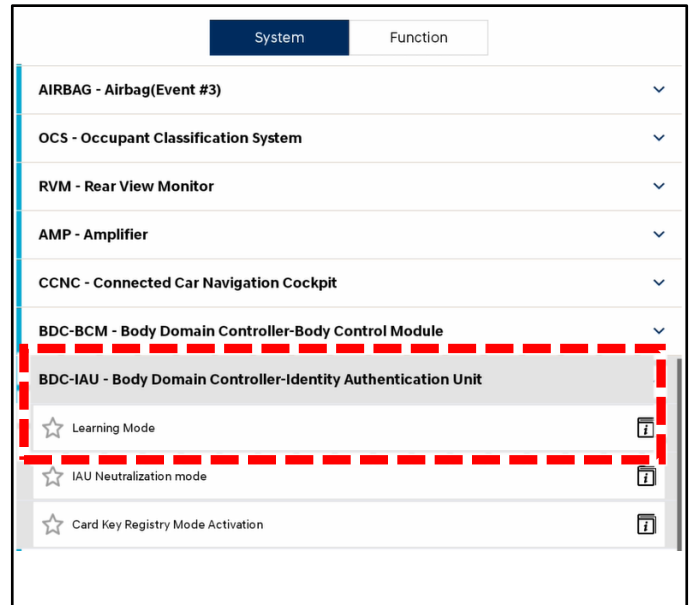 System Function
AIRBAG - Airbag(Event #3)
OCS - Occupant Classification System
RVM - Rear View Monitor
AMP - Amplifier
CCNC - Connected Car Navigation Cockpit
BDC-BCM - Body Domain Controller-Body Control Module
BDC-IAU - Body Domain Controller-Identity Authentication Unit
Learning Mode
IAU Neutralization mode
Card Key Registry Mode Activation